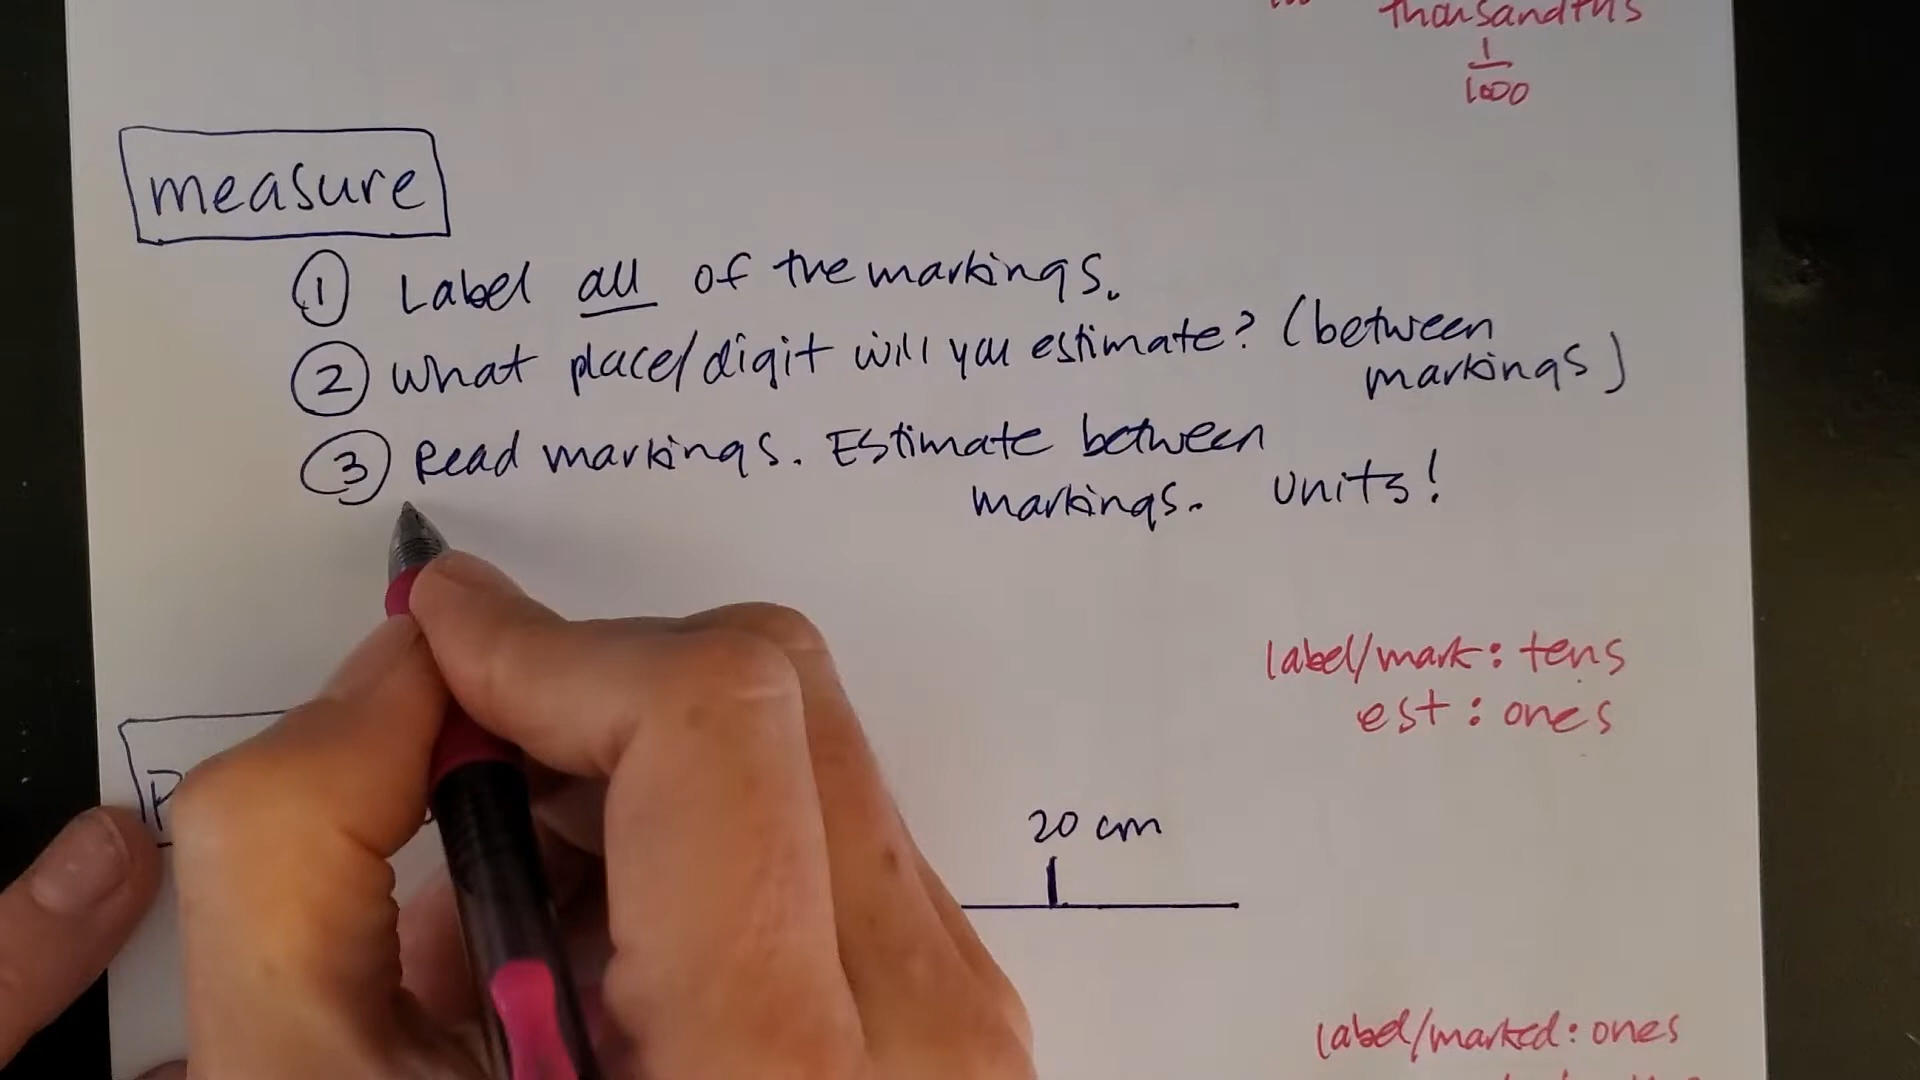 thousandths
1
1000
measure
① Label all of the markings.
② What place/digit will you estimate? (between
markings)
③ Read markings. Estimate between
markings. units!
label/mark: tens
est: ones
20 cm
label/marked: ones